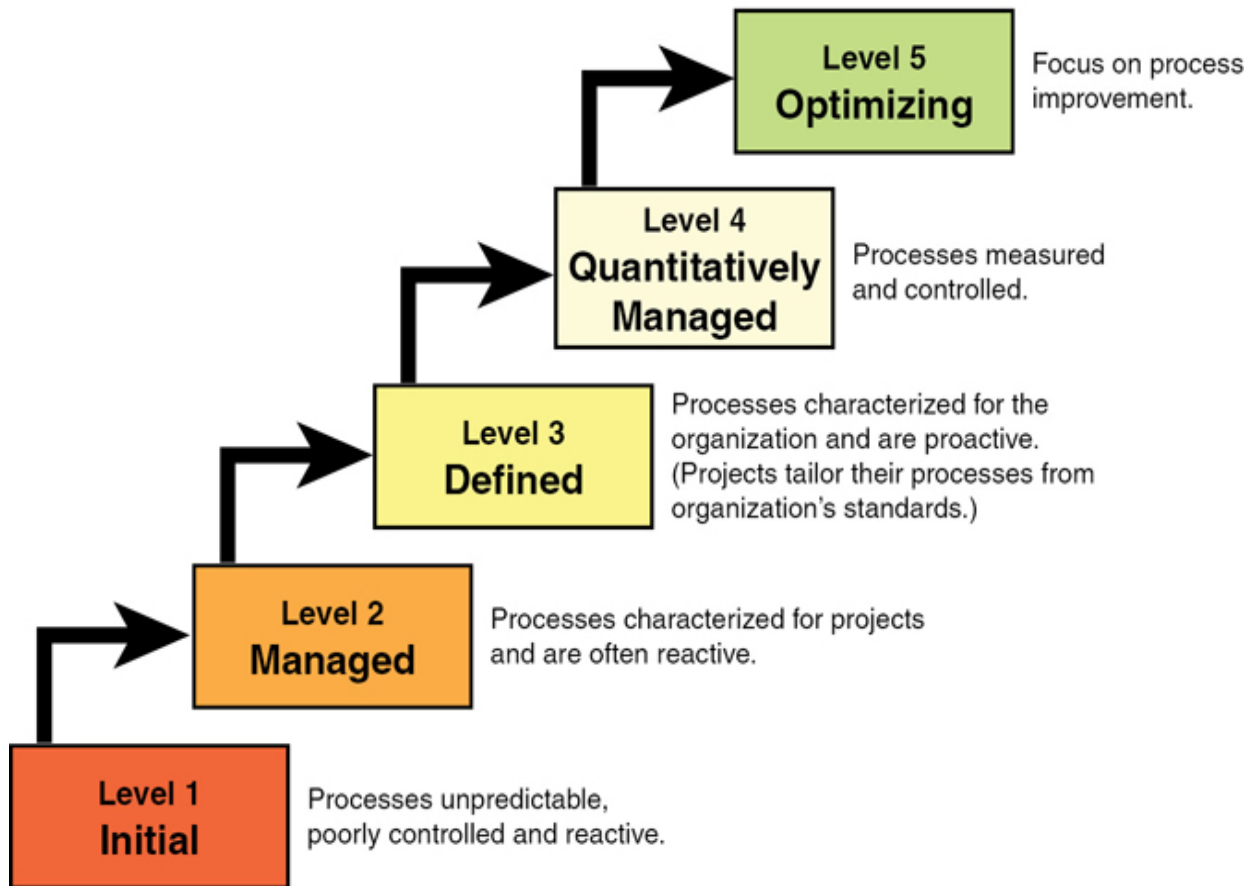 Level 5
Optimizing
Focus on process
improvement.
Level 4
Quantitatively
Managed
Processes measured
and controlled.
Level 3
Defined
Processes characterized for the
organization and are proactive.
(Projects tailor their processes from
organization’s standards.)
Level 2
Managed
Processes characterized for projects
and are often reactive.
Level 1
Initial
Processes unpredictable,
poorly controlled and reactive.